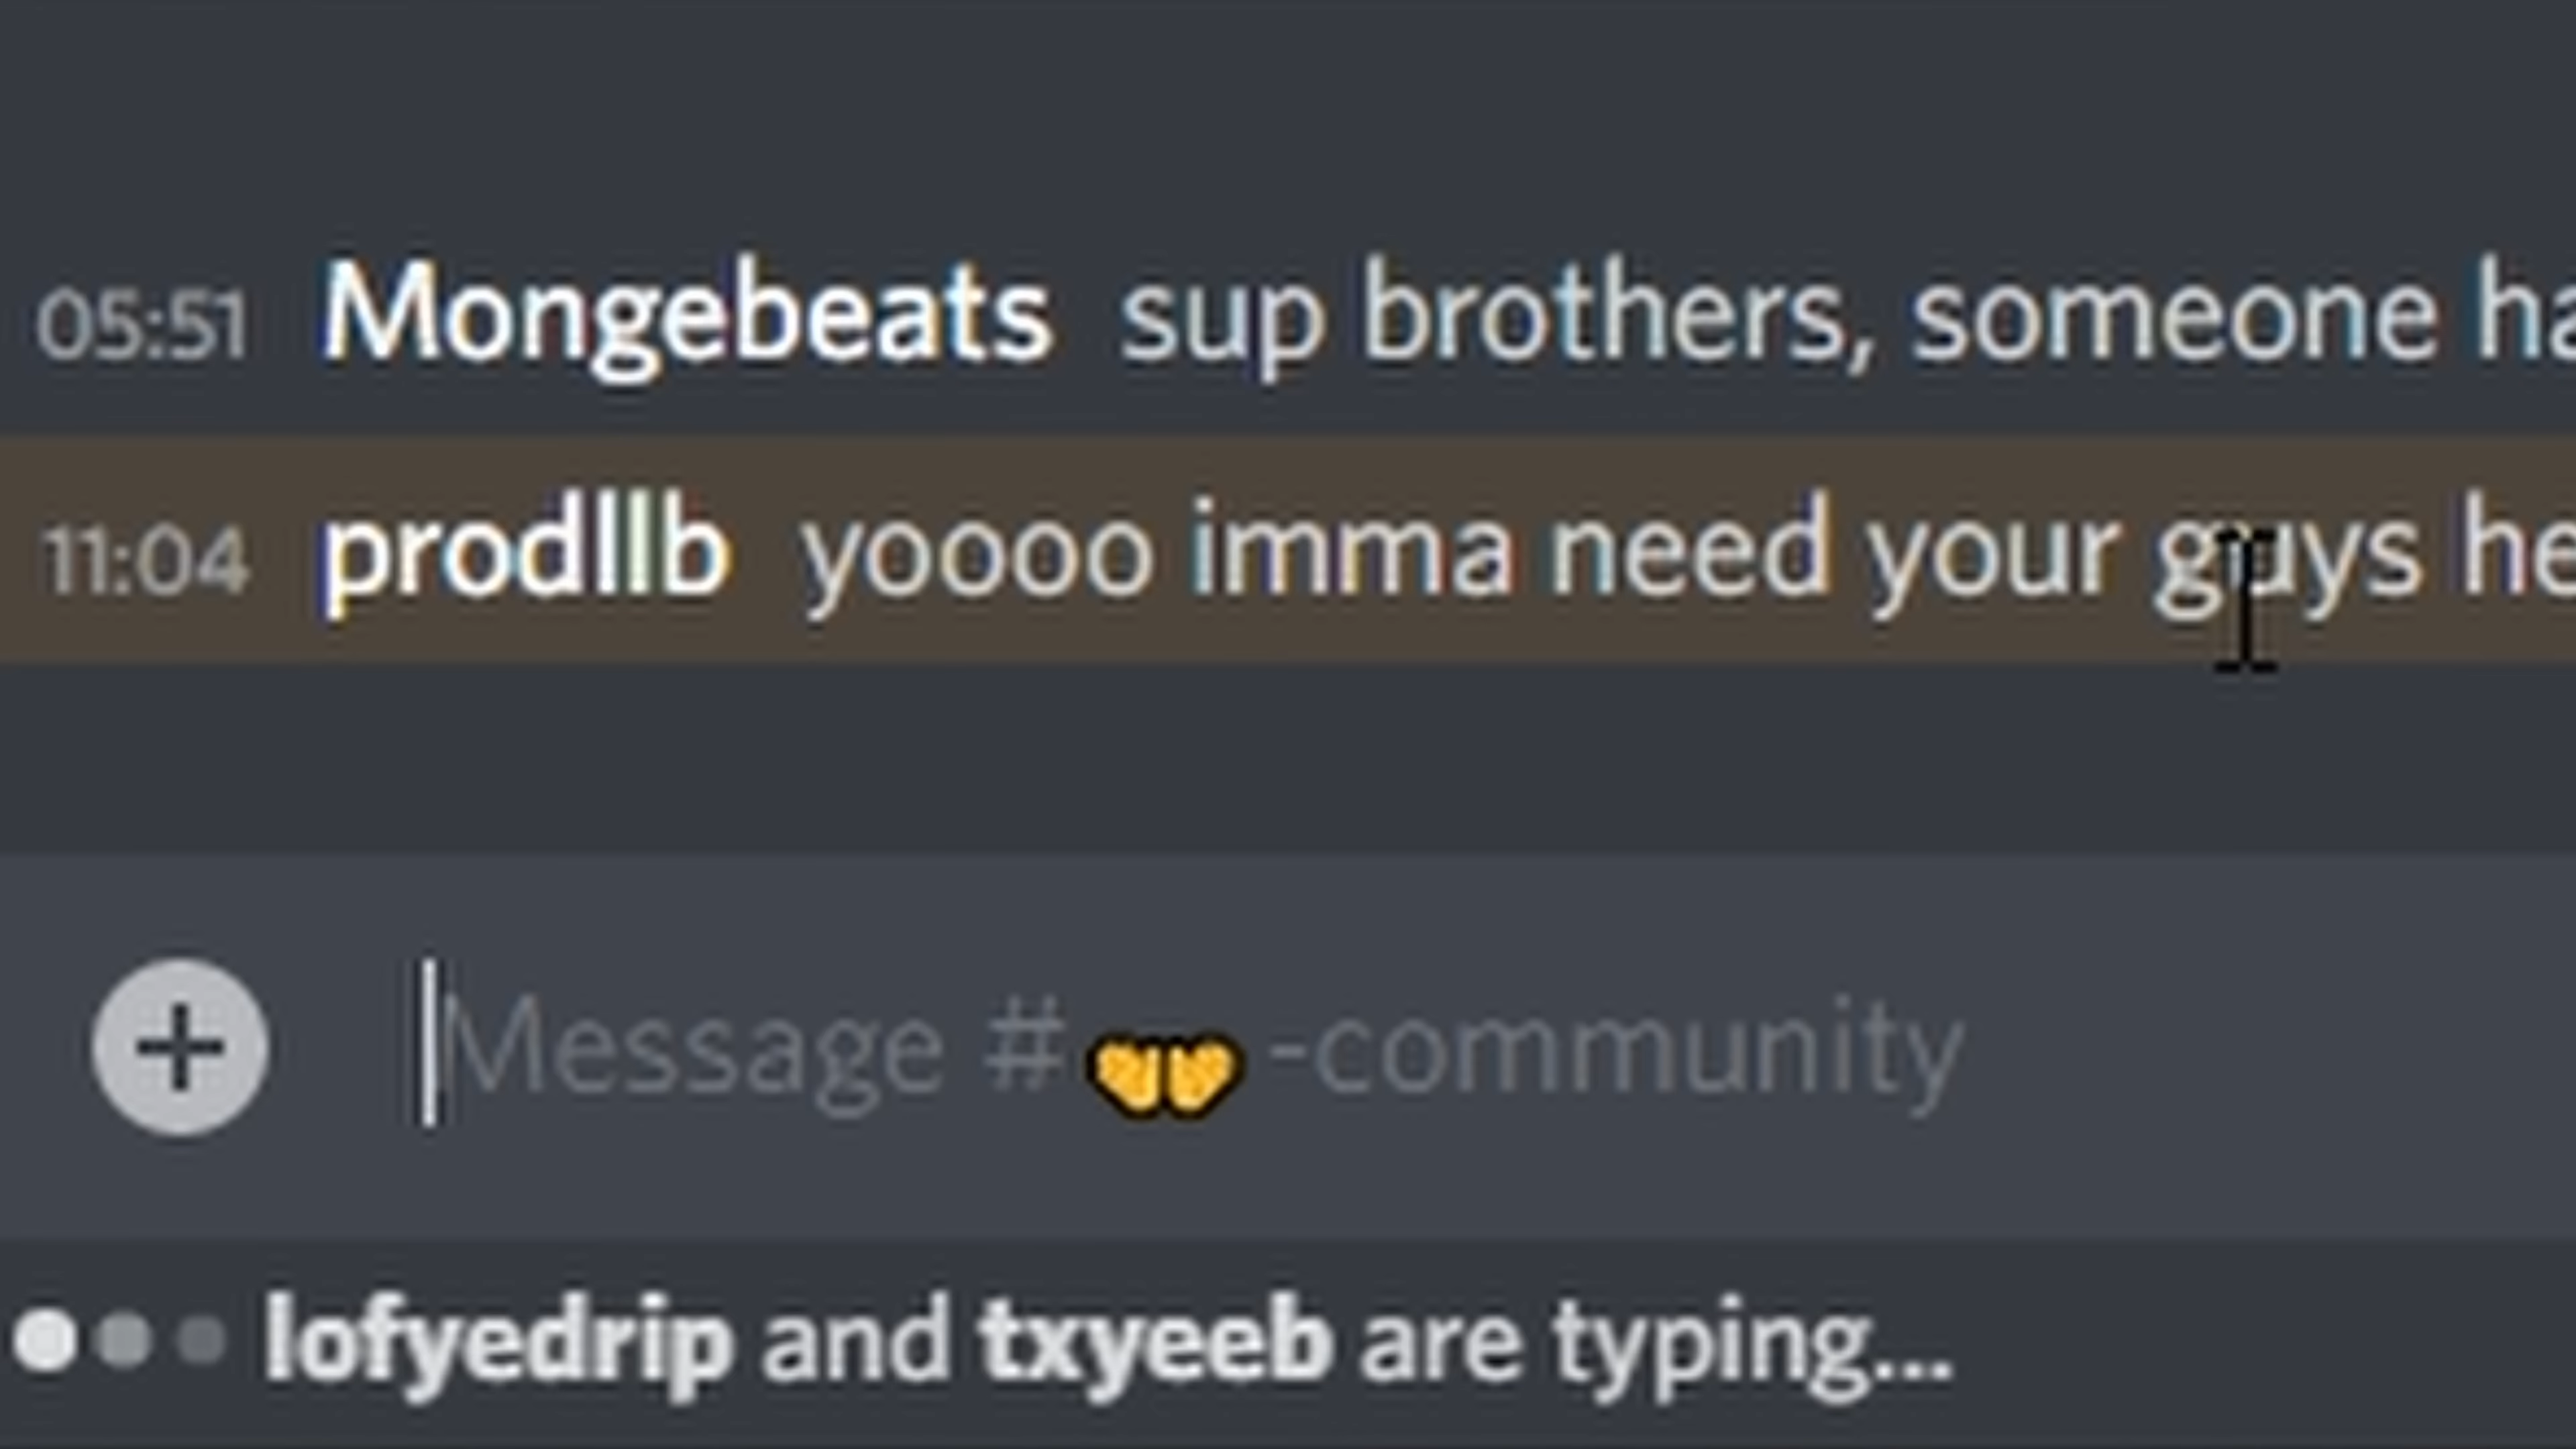 05:51 Mongebeats sup brothers, someone ha
11:04 prodllb yoooo imma need your guys he
Message #👐-community
lofyedrip and txyeeb are typing...